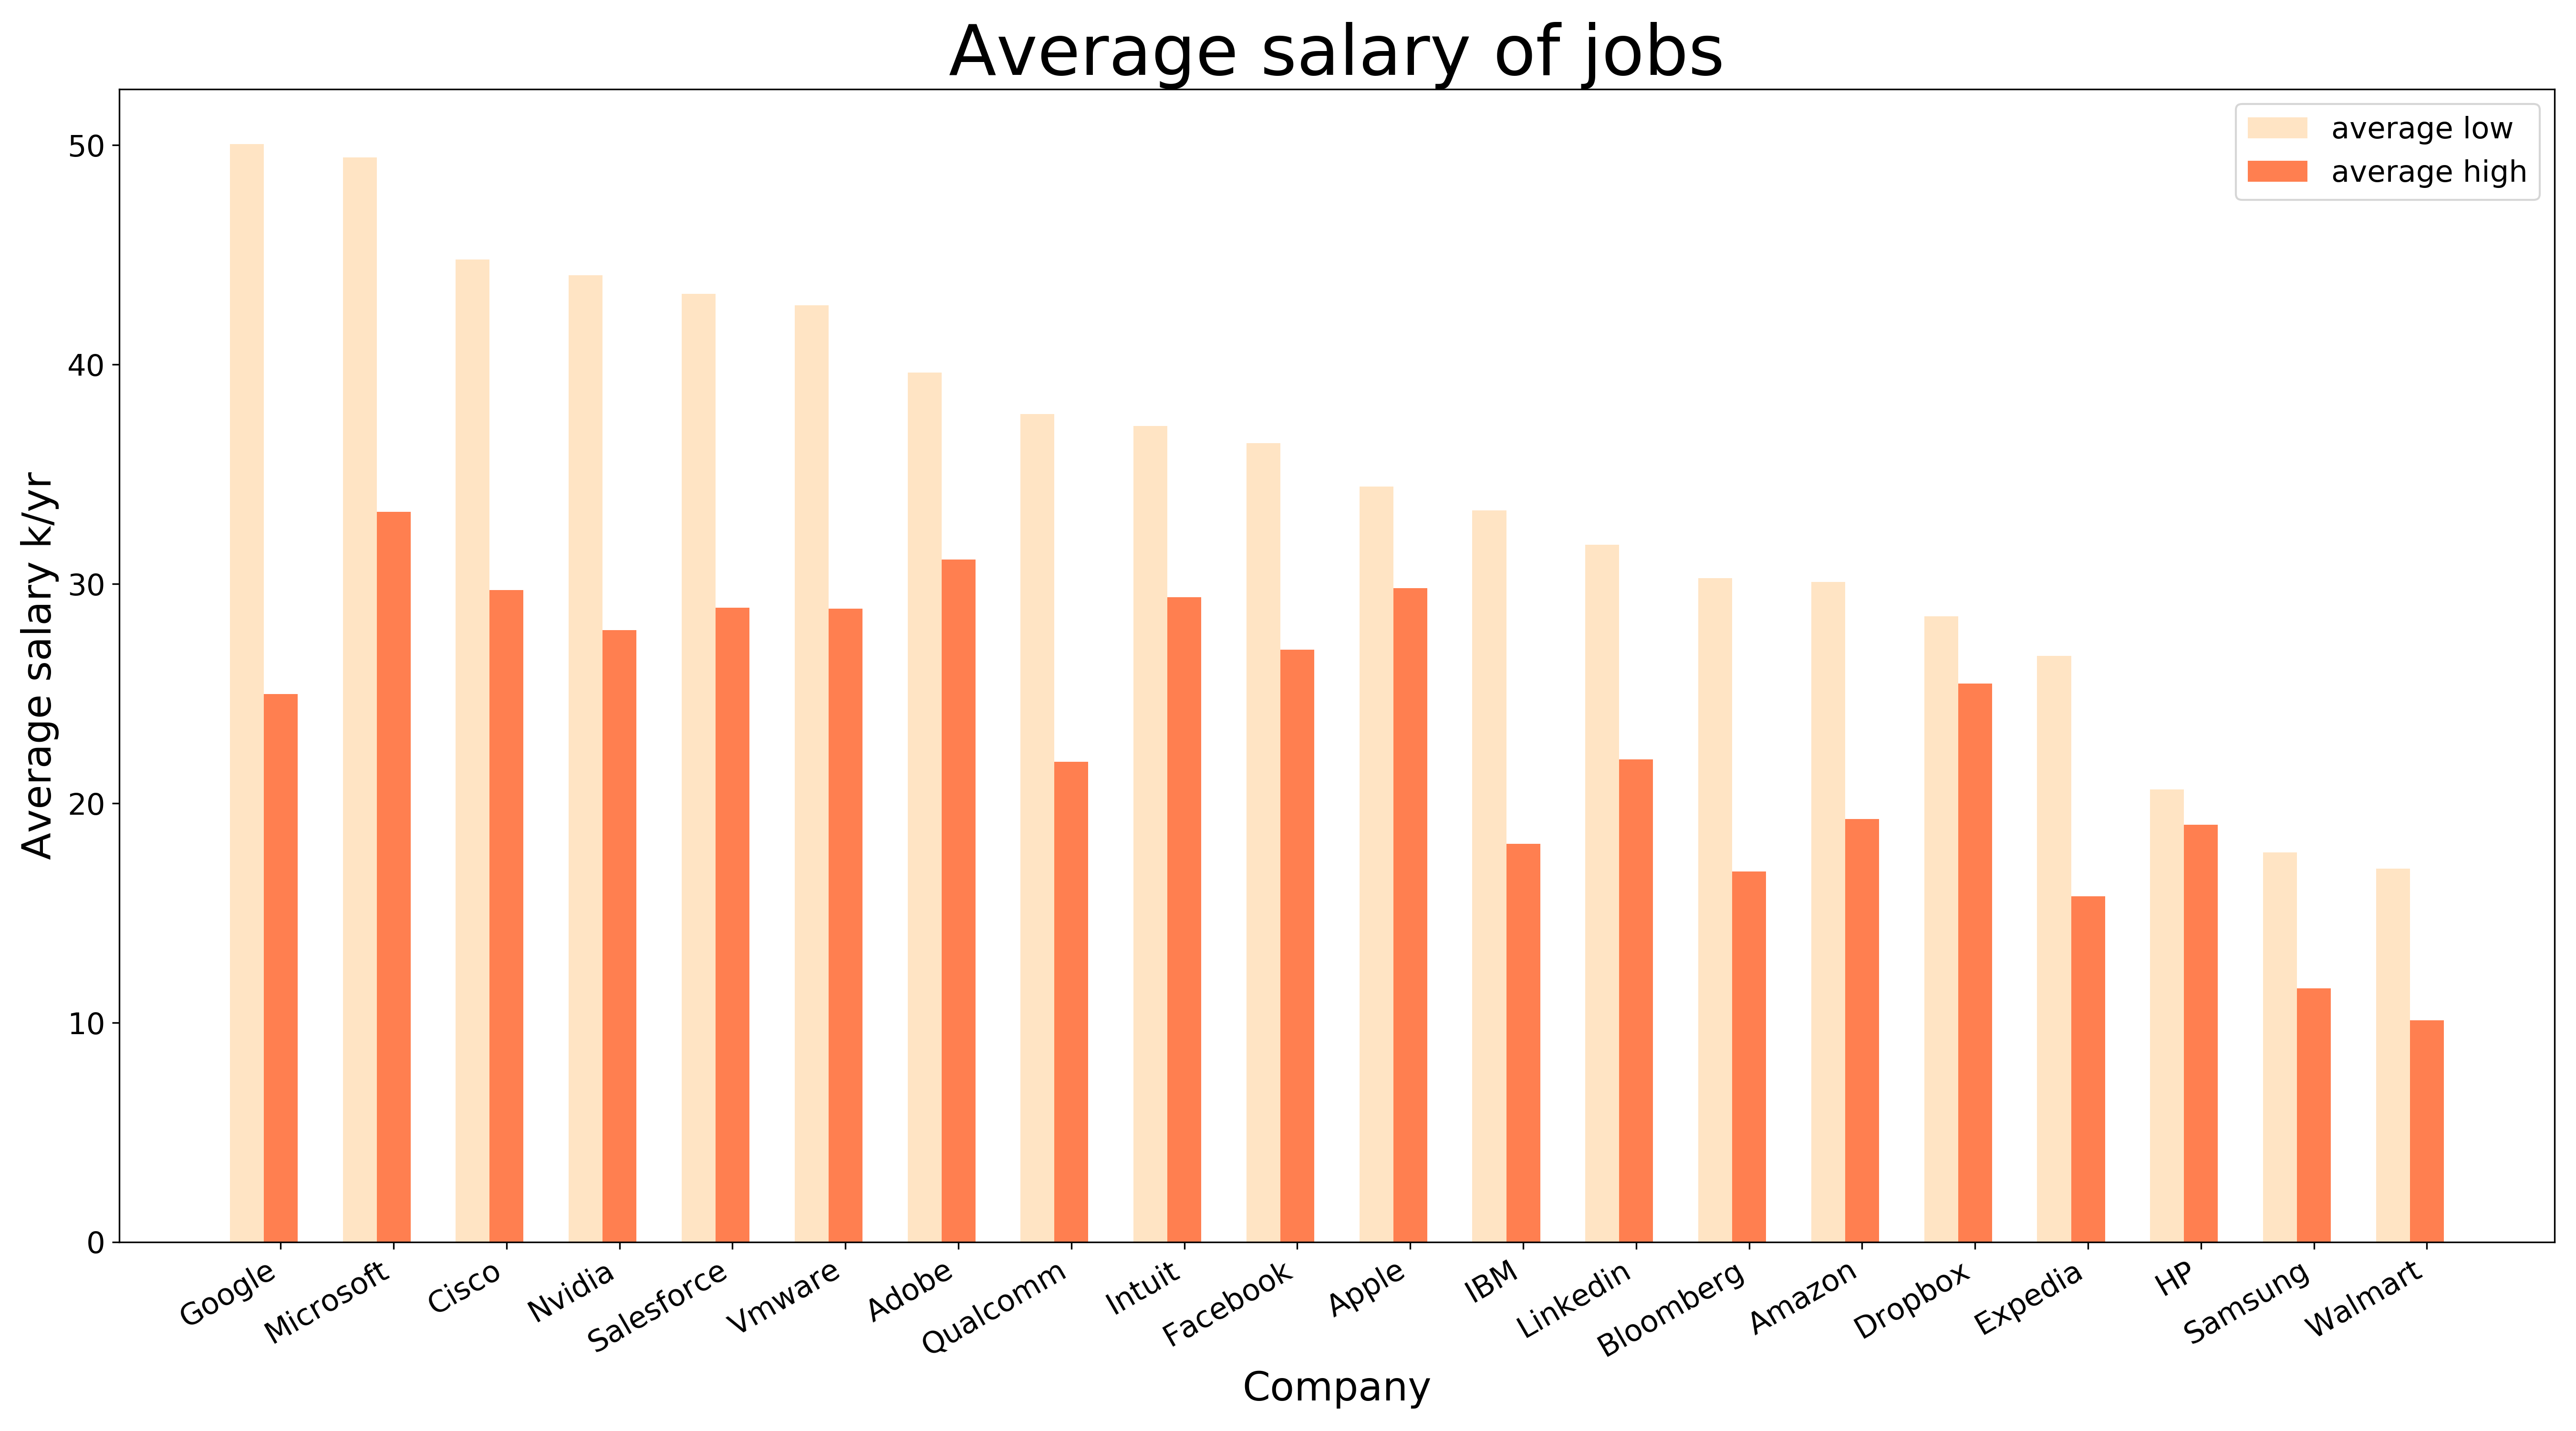 Average salary of jobs
average low
average high
Average salary k/yr
50
40
30
20
10
0
Google
Microsoft
Cisco
Nvidia
Salesforce
Vmware
Adobe
Qualcomm
Intuit
Facebook
Apple
IBM
Linkedin
Bloomberg
Amazon
Dropbox
Expedia
HP
Samsung
Walmart
Company